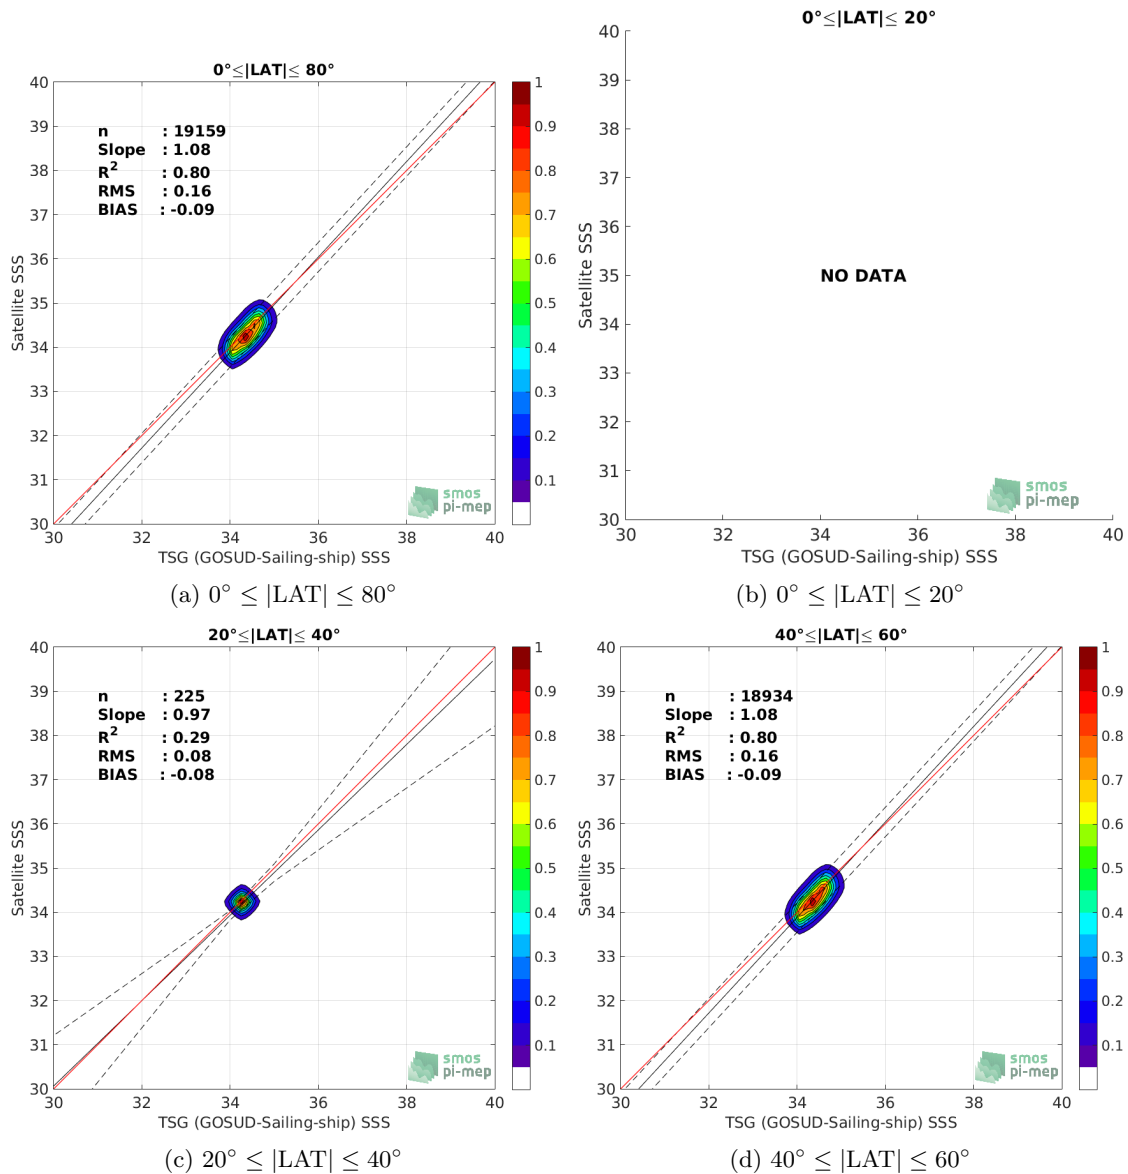 0°≤|LAT|≤ 80°
n : 19159
Slope : 1.08
R2 : 0.80
RMS : 0.16
BIAS : -0.09
40
39
38
37
36
35
34
33
32
31
30
30 32 34 36 38 40
Satellite SSS
TSG (GOSUD-Sailing-ship) SSS
1
0.9
0.8
0.7
0.6
0.5
0.4
0.3
0.2
0.1
smos
pi-mep
(a) 0° ≤ |LAT| ≤ 80°
0°≤|LAT|≤ 20°
NO DATA
40
39
38
37
36
35
34
33
32
31
30
30 32 34 36 38 40
Satellite SSS
TSG (GOSUD-Sailing-ship) SSS
smos
pi-mep
(b) 0° ≤ |LAT| ≤ 20°
20°≤|LAT|≤ 40°
n : 225
Slope : 0.97
R2 : 0.29
RMS : 0.08
BIAS : -0.08
40
39
38
37
36
35
34
33
32
31
30
30 32 34 36 38 40
Satellite SSS
TSG (GOSUD-Sailing-ship) SSS
1
0.9
0.8
0.7
0.6
0.5
0.4
0.3
0.2
0.1
smos
pi-mep
(c) 20° ≤ |LAT| ≤ 40°
40°≤|LAT|≤ 60°
n : 18934
Slope : 1.08
R2 : 0.80
RMS : 0.16
BIAS : -0.09
40
39
38
37
36
35
34
33
32
31
30
30 32 34 36 38 40
Satellite SSS
TSG (GOSUD-Sailing-ship) SSS
1
0.9
0.8
0.7
0.6
0.5
0.4
0.3
0.2
0.1
smos
pi-mep
(d) 40° ≤ |LAT| ≤ 60°